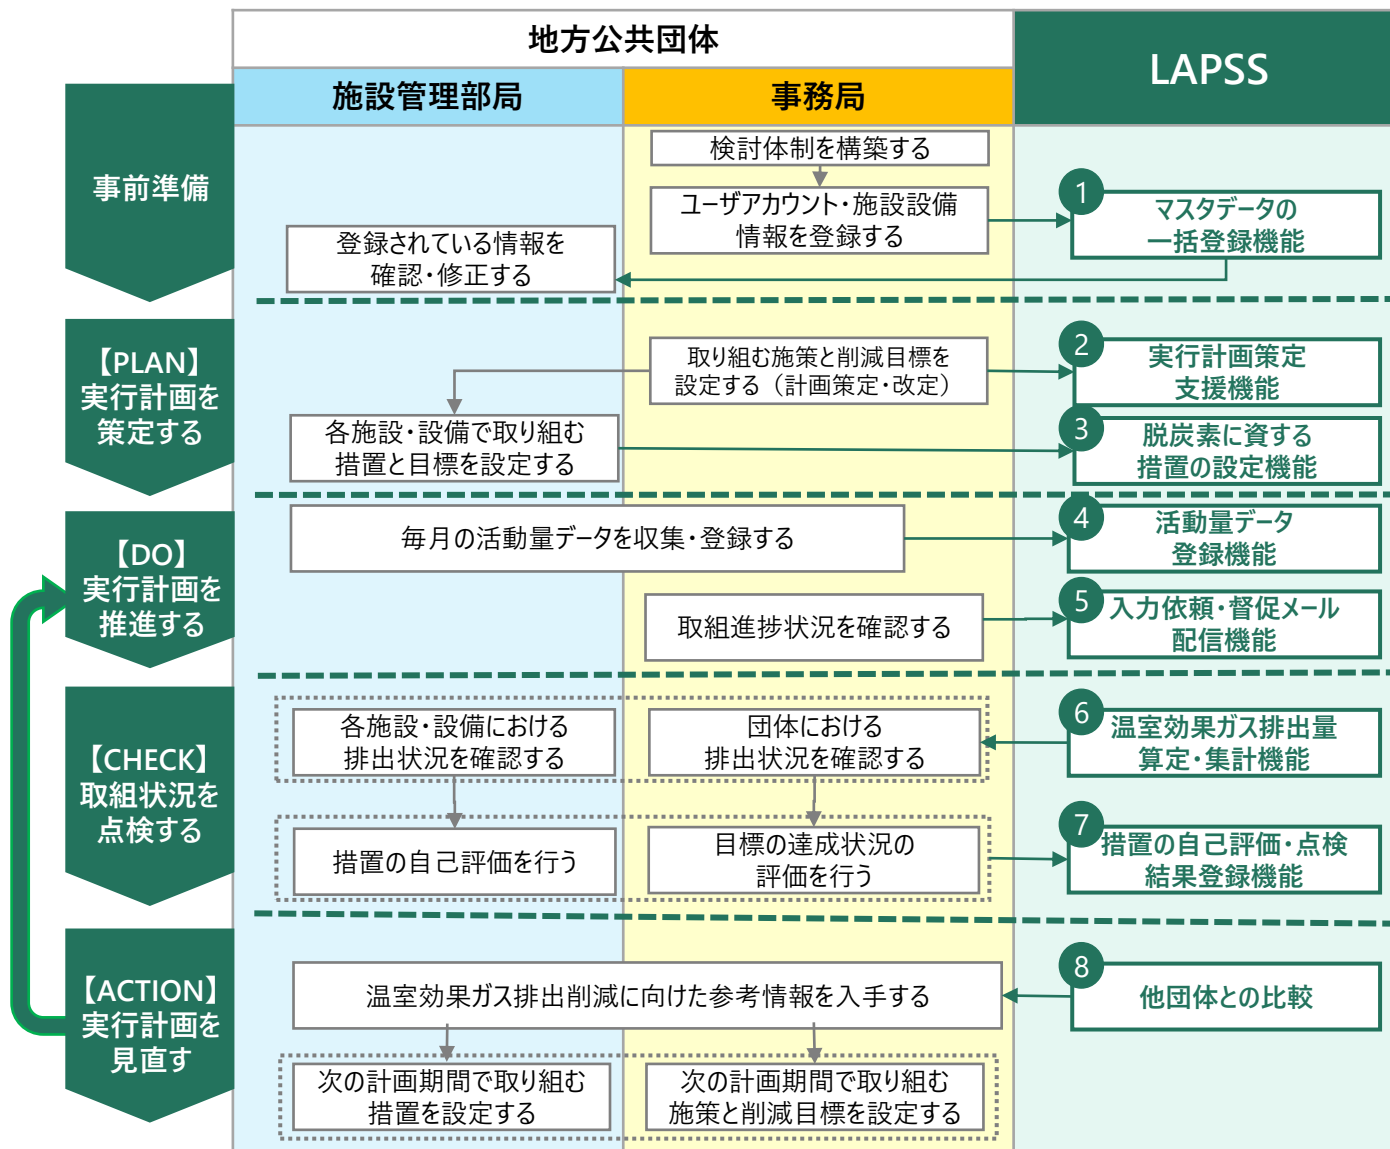 地方公共団体
LAPSS
施設管理部局
事務局
事前準備
検討体制を構築する
ユーザアカウント・施設設備
情報を登録する
1
マスタデータの
一括登録機能
登録されている情報を
確認・修正する
【PLAN】
実行計画を
策定する
取り組む施策と削減目標を
設定する（計画策定・改定）
2
実行計画策定
支援機能
各施設・設備で取り組む
措置と目標を設定する
3
脱炭素に資する
措置の設定機能
【DO】
実行計画を
推進する
毎月の活動量データを収集・登録する
4
活動量データ
登録機能
取組進捗状況を確認する
5
入力依頼・督促メール
配信機能
【CHECK】
取組状況を
点検する
各施設・設備における
排出状況を確認する
団体における
排出状況を確認する
6
温室効果ガス排出量
算定・集計機能
措置の自己評価を行う
目標の達成状況の
評価を行う
7
措置の自己評価・点検
結果登録機能
【ACTION】
実行計画を
見直す
温室効果ガス排出削減に向けた参考情報を入手する
8
他団体との比較
次の計画期間で取り組む
措置を設定する
次の計画期間で取り組む
施策と削減目標を設定する